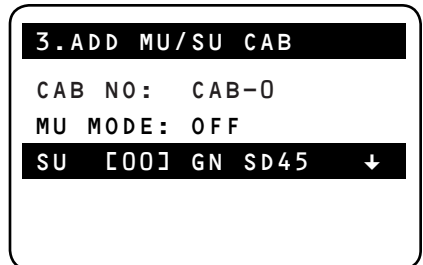 3.ADD MU/SU CAB
CAB NO: CAB-0
MU MODE: OFF
SU [00] GN SD45 ↓